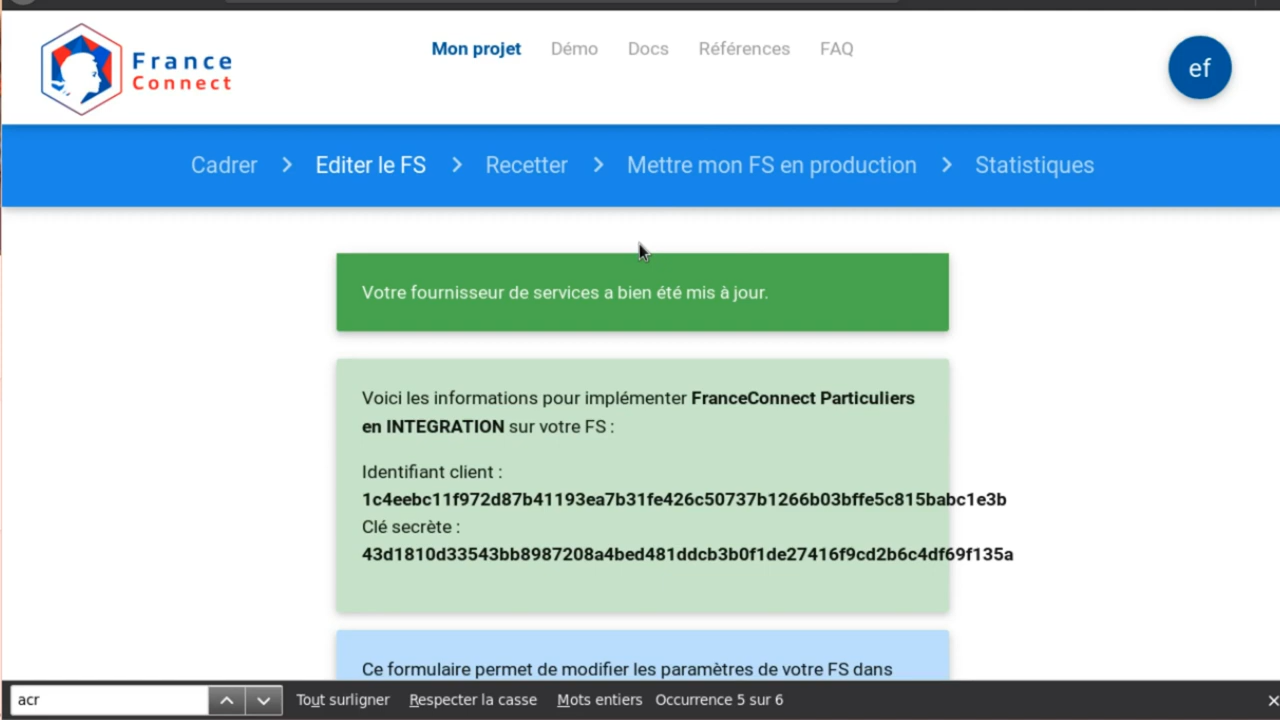 France
Connect
Mon projet Démo Docs Références FAQ
ef
Cadrer Editer le FS Recetter Mettre mon FS en production Statistiques
Votre fournisseur de services a bien été mis à jour.
Voici les informations pour implémenter FranceConnect Particuliers
en INTEGRATION sur votre FS :
Identifiant client :
1c4eebc11f972d87b41193ea7b31fe426c50737b1266b03bffe5c815babc1e3b
Clé secrète :
43d1810d33543bb8987208a4bed481ddcb3b0f1de27416f9cd2b6c4df69f135a
Ce formulaire permet de modifier les paramètres de votre FS dans
acr Tout surligner Respecter la casse Mots entiers Occurrence 5 sur 6